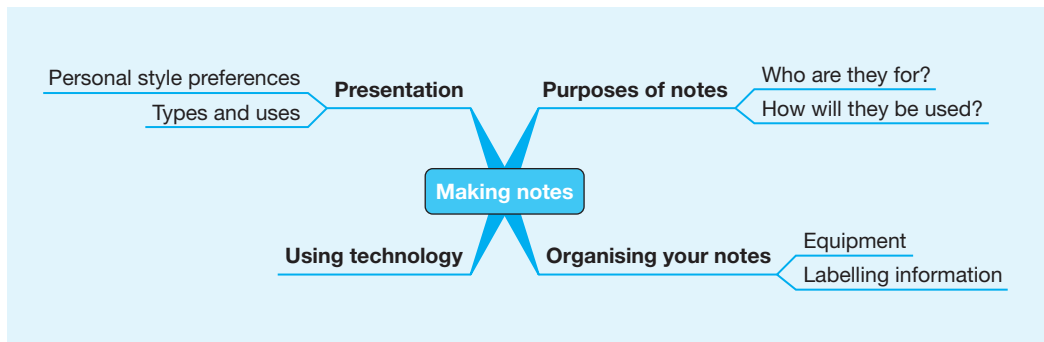 Personal style preferences
Types and uses
Presentation
Purposes of notes
Who are they for?
How will they be used?
Making notes
Using technology
Organising your notes
Equipment
Labelling information